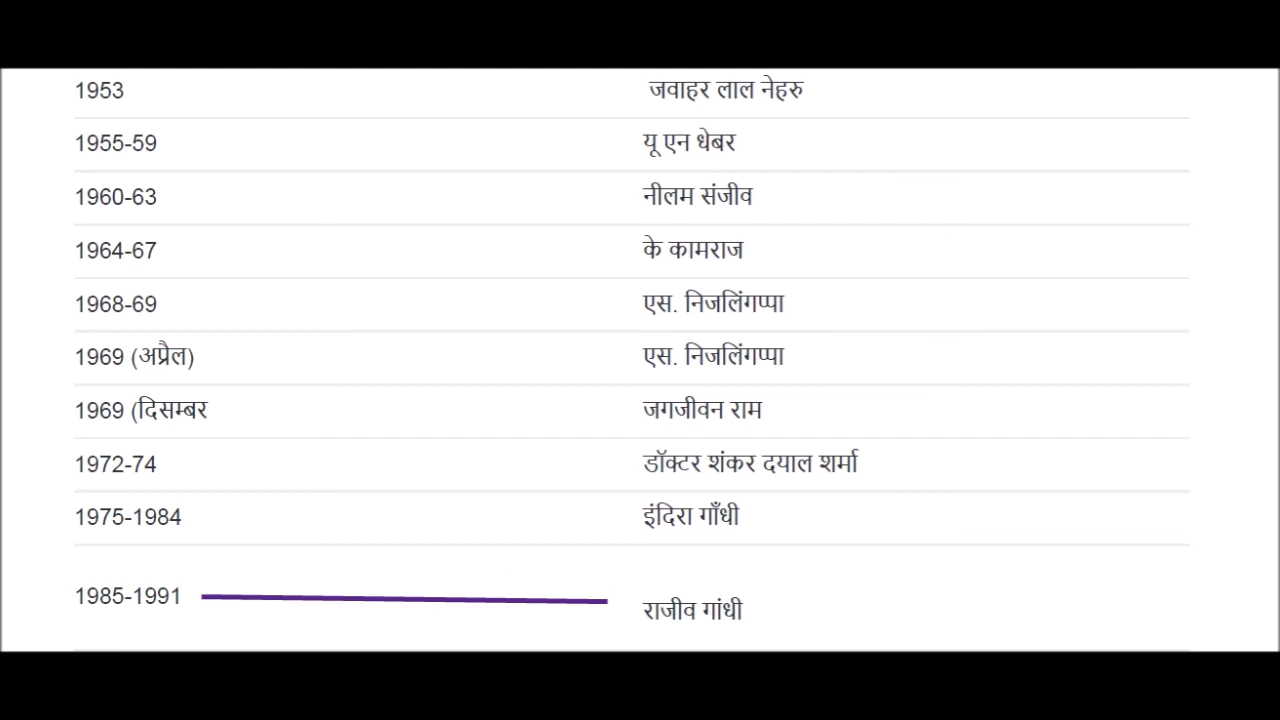 1953 जवाहर लाल नेहरु
1955-59 यू एन धेबर
1960-63 नीलम संजीव
1964-67 के कामराज
1968-69 एस. निजलिंगप्पा
1969 (अप्रैल) एस. निजलिंगप्पा
1969 (दिसम्बर जगजीवन राम
1972-74 डॉक्टर शंकर दयाल शर्मा
1975-1984 इंदिरा गाँधी
1985-1991 राजीव गांधी